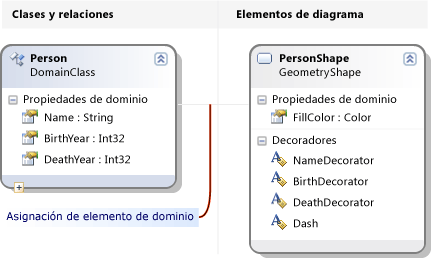 Clases y relaciones
Elementos de diagrama
Person
DomainClass
Propiedades de dominio
Name : String
BirthYear : Int32
DeathYear : Int32
Asignación de elemento de dominio
PersonShape
GeometryShape
Propiedades de dominio
FillColor : Color
Decoradores
NameDecorator
BirthDecorator
DeathDecorator
Dash